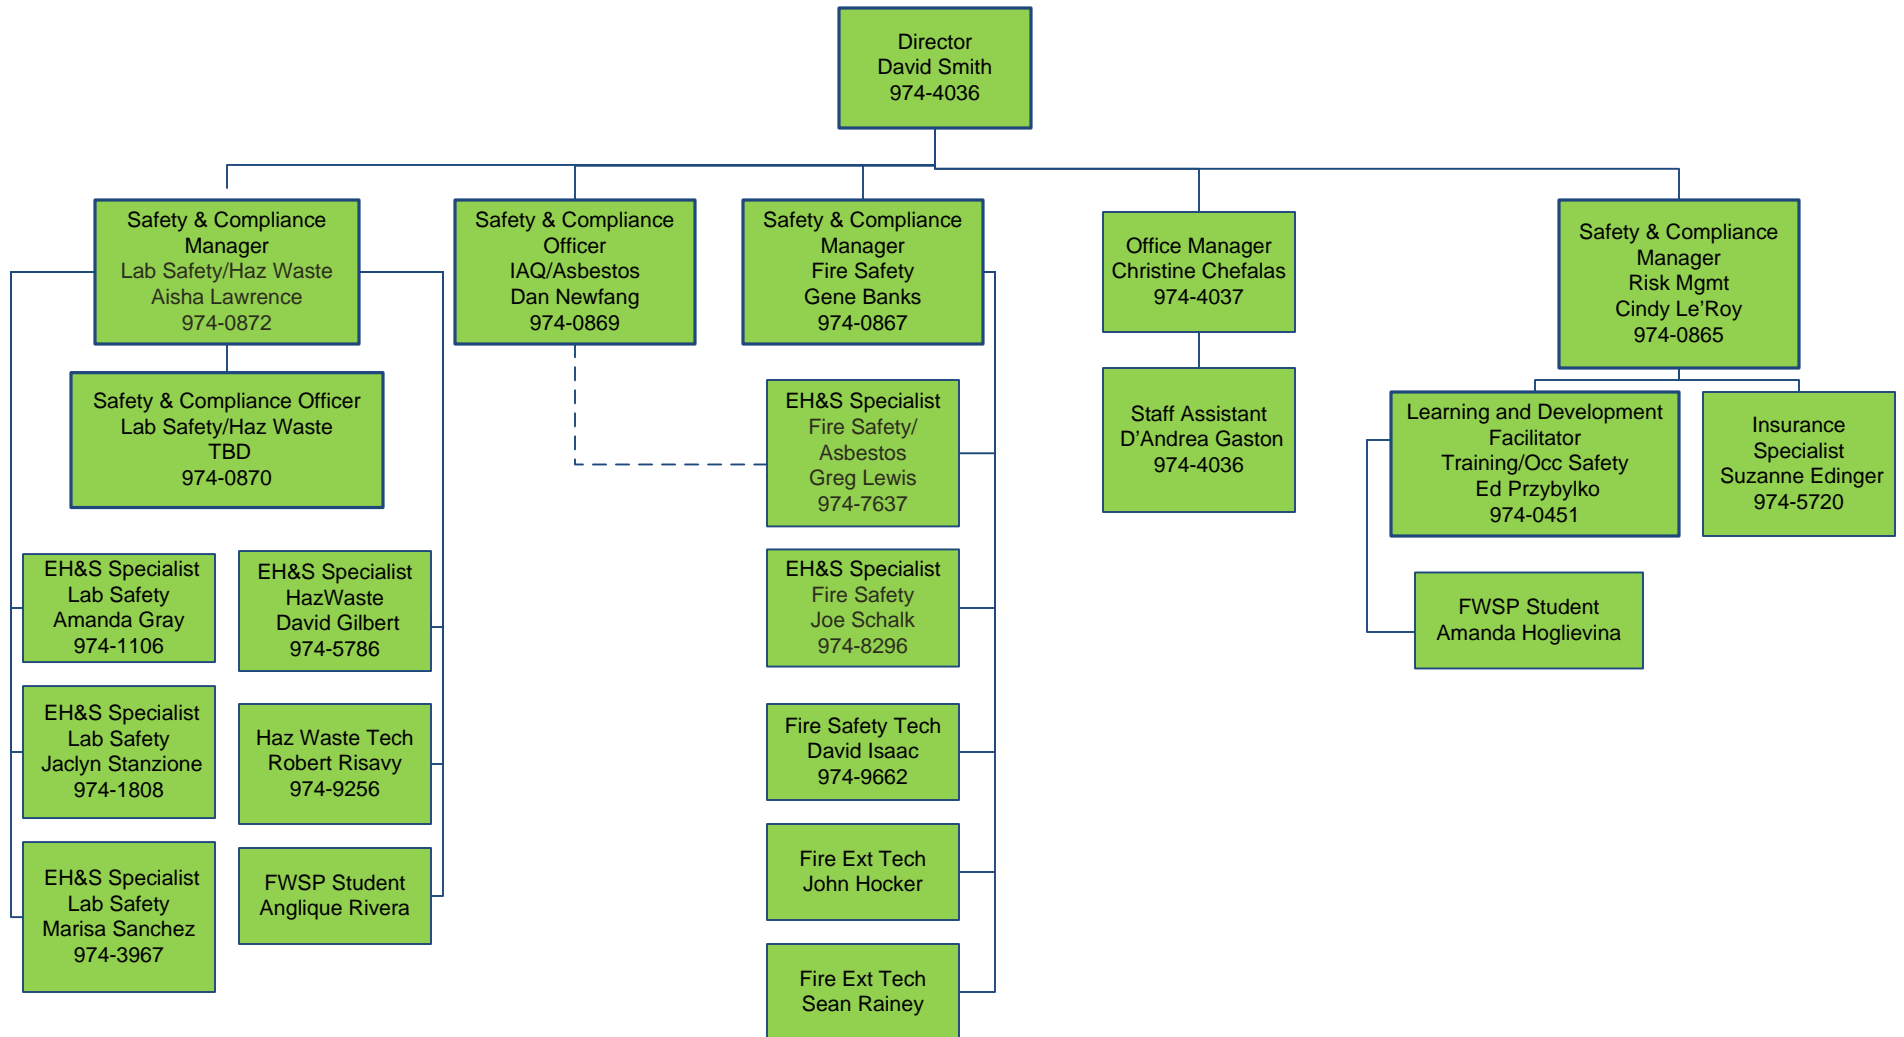 Director
David Smith
974-4036
Safety & Compliance
Manager
Lab Safety/Haz Waste
Aisha Lawrence
974-0872
Safety & Compliance
Officer
IAQ/Asbestos
Dan Newfang
974-0869
Safety & Compliance
Manager
Fire Safety
Gene Banks
974-0867
Office Manager
Christine Chefalas
974-4037
Safety & Compliance
Manager
Risk Mgmt
Cindy Le’Roy
974-0865
Safety & Compliance Officer
Lab Safety/Haz Waste
TBD
974-0870
EH&S Specialist
Fire Safety/
Asbestos
Greg Lewis
974-7637
Staff Assistant
D’Andrea Gaston
974-4036
Learning and Development
Facilitator
Training/Occ Safety
Ed Przybylko
974-0451
Insurance
Specialist
Suzanne Edinger
974-5720
EH&S Specialist
Lab Safety
Amanda Gray
974-1106
EH&S Specialist
HazWaste
David Gilbert
974-5786
EH&S Specialist
Fire Safety
Joe Schalk
974-8296
FWSP Student
Amanda Hoglievina
EH&S Specialist
Lab Safety
Jaclyn Stanzione
974-1808
Haz Waste Tech
Robert Risavy
974-9256
Fire Safety Tech
David Isaac
974-9662
EH&S Specialist
Lab Safety
Marisa Sanchez
974-3967
FWSP Student
Anglique Rivera
Fire Ext Tech
John Hocker
Fire Ext Tech
Sean Rainey